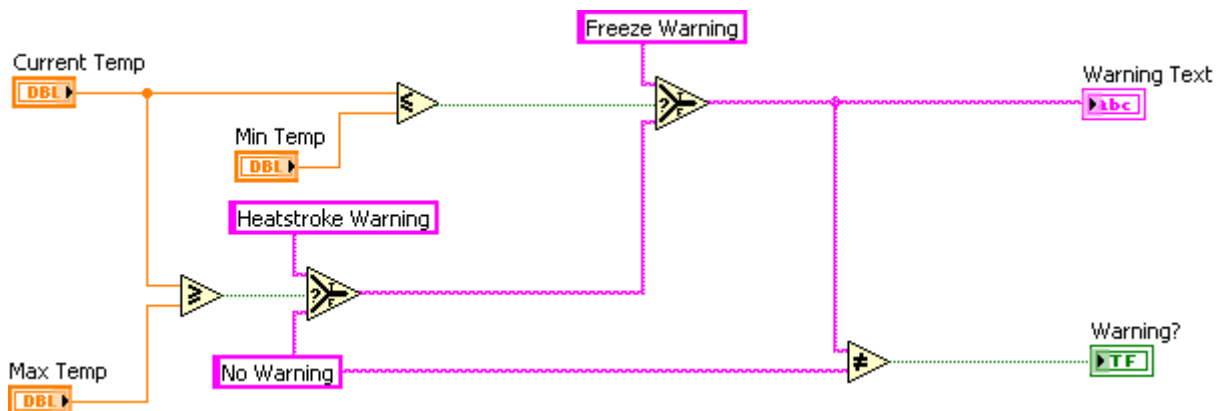 Freeze Warning
Current Temp
DBL
Warning Text
abc
≤
?
T
F
Min Temp
DBL
Heatstroke Warning
≥
?
T
F
Warning?
TF
≠
No Warning
Max Temp
DBL